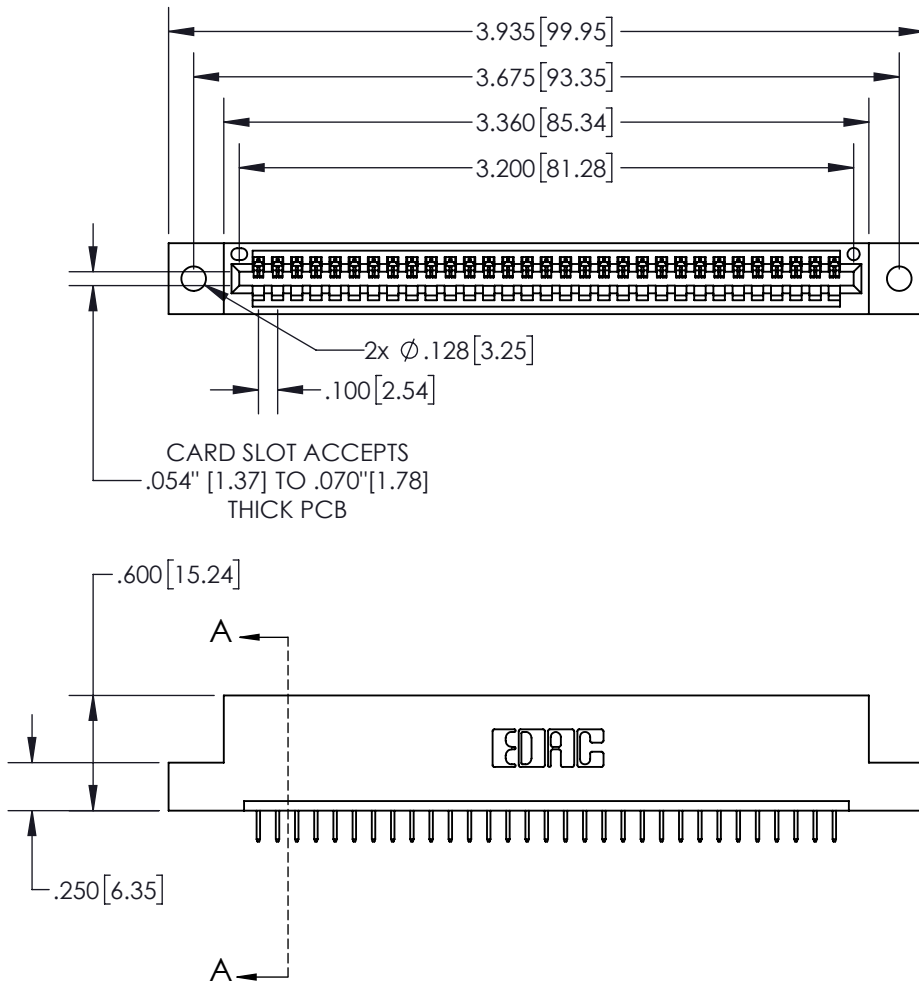 3.935[99.95]
3.675[93.35]
3.360[85.34]
3.200[81.28]
2x ∅.128[3.25]
.100[2.54]
CARD SLOT ACCEPTS
.054" [1.37] TO .070"[1.78]
THICK PCB
.600[15.24]
A
EDAC
.250[6.35]
A